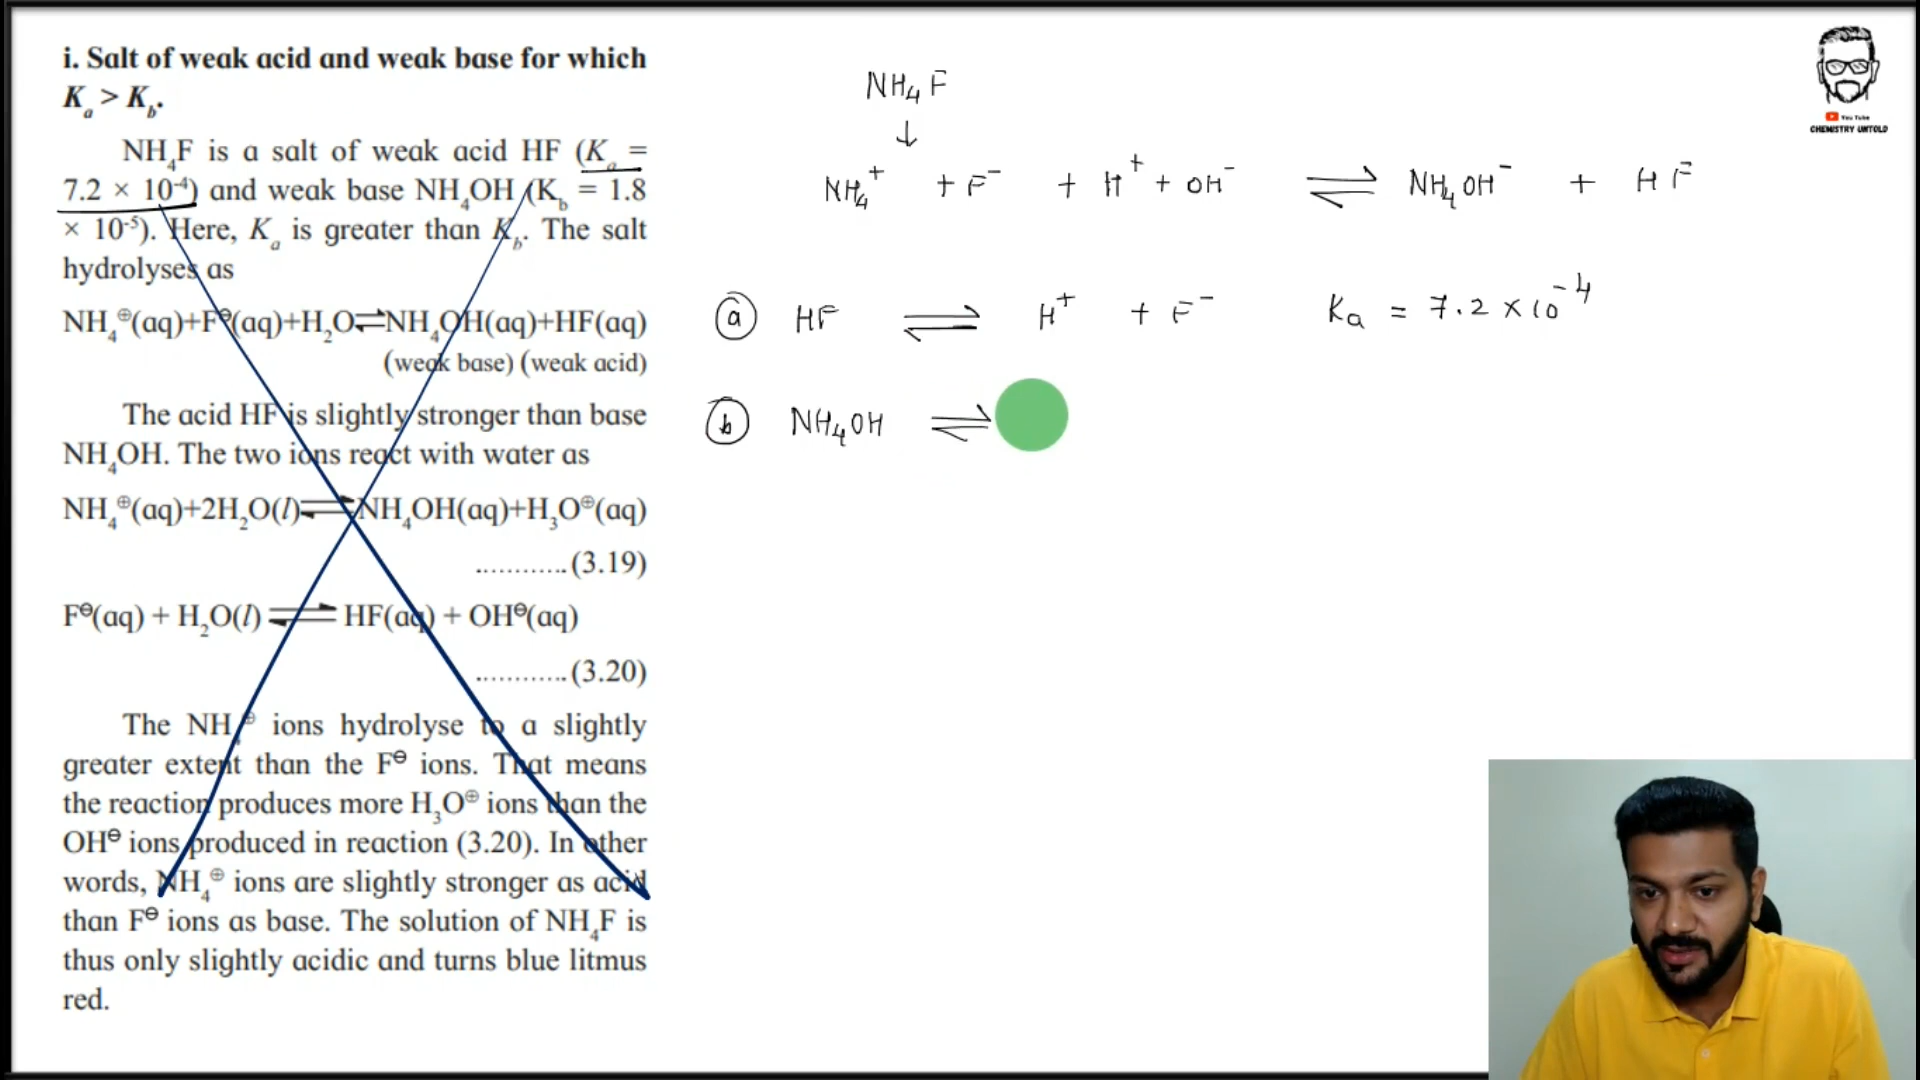 i. Salt of weak acid and weak base for which
Kₐ > K_b.
NH₄F is a salt of weak acid HF (Kₐ =
7.2 × 10⁻⁴) and weak base NH₄OH (K_b = 1.8
× 10⁻⁵). Here, Kₐ is greater than K_b. The salt
hydrolyses as
NH₄⊕(aq)+F⊖(aq)+H₂O⇌NH₄OH(aq)+HF(aq)
(weak base) (weak acid)
The acid HF is slightly stronger than base
NH₄OH. The two ions react with water as
NH₄⊕(aq)+2H₂O(l)⇌NH₄OH(aq)+H₃O⊕(aq)
...........(3.19)
F⊖(aq) + H₂O(l) ⇌ HF(aq) + OH⊖(aq)
...........(3.20)
The NH₄⊕ ions hydrolyse to a slightly
greater extent than the F⊖ ions. That means
the reaction produces more H₃O⊕ ions than the
OH⊖ ions produced in reaction (3.20). In other
words, NH₄⊕ ions are slightly stronger as acid
than F⊖ ions as base. The solution of NH₄F is
thus only slightly acidic and turns blue litmus
red.
NH₄F
↓
NH₄⁺ + F⁻ + H⁺ + OH⁻ ⇌ NH₄OH⁻ + HF
ⓐ HF ⇌ H⁺ + F⁻ Kₐ = 7.2 × 10⁻⁴
ⓑ NH₄OH ⇌
You Tube
CHEMISTRY UNTOLD